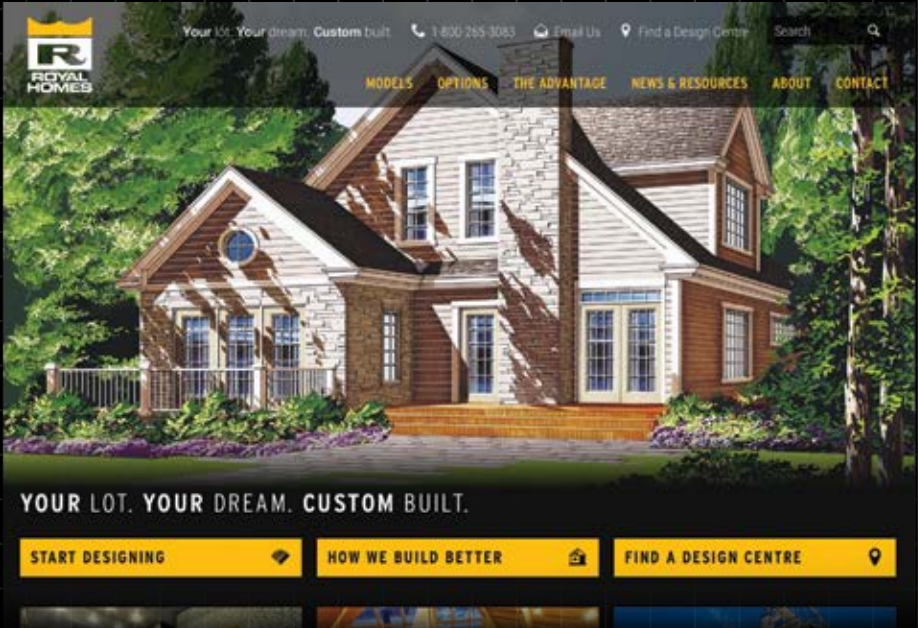 Your lot. Your dream. Custom built. 1-800-265-3083 Email Us Find a Design Centre Search
R
ROYAL
HOMES
MODELS OPTIONS THE ADVANTAGE NEWS & RESOURCES ABOUT CONTACT
YOUR LOT. YOUR DREAM. CUSTOM BUILT.
START DESIGNING HOW WE BUILD BETTER FIND A DESIGN CENTRE